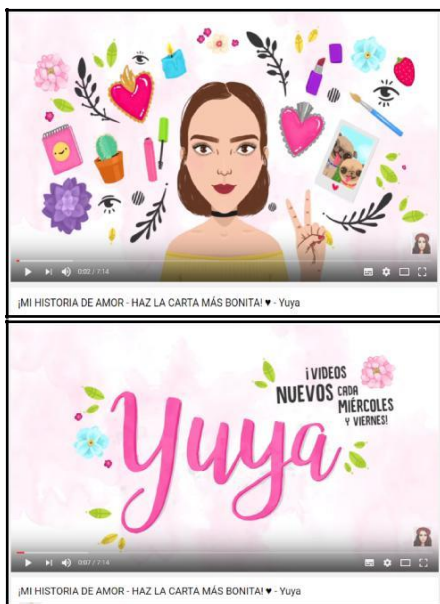 0:02 / 7:14
¡MI HISTORIA DE AMOR - HAZ LA CARTA MÁS BONITA! ♥ - Yuya
¡VIDEOS
NUEVOS CADA
MIÉRCOLES
Y VIERNES!
Yuya
0:07 / 7:14
¡MI HISTORIA DE AMOR - HAZ LA CARTA MÁS BONITA! ♥ - Yuya